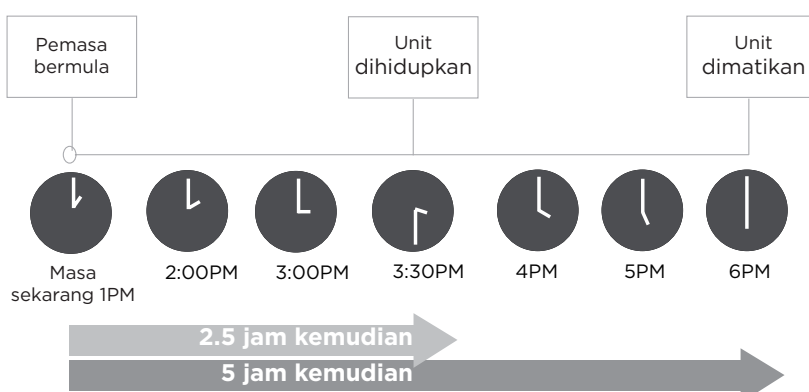 Pemasa
bermula
Unit
dihidupkan
Unit
dimatikan
Masa
sekarang 1PM
2:00PM
3:00PM
3:30PM
4PM
5PM
6PM
2.5 jam kemudian
5 jam kemudian